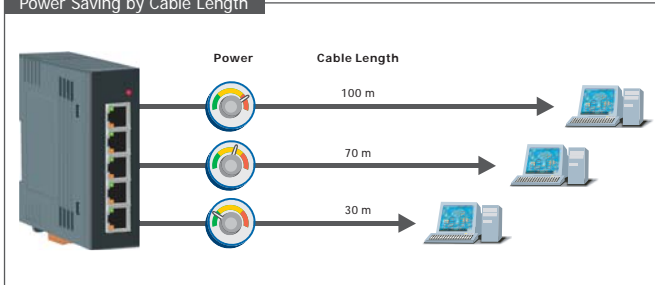 Power Saving by Cable Length
Power Cable Length
100 m
70 m
30 m